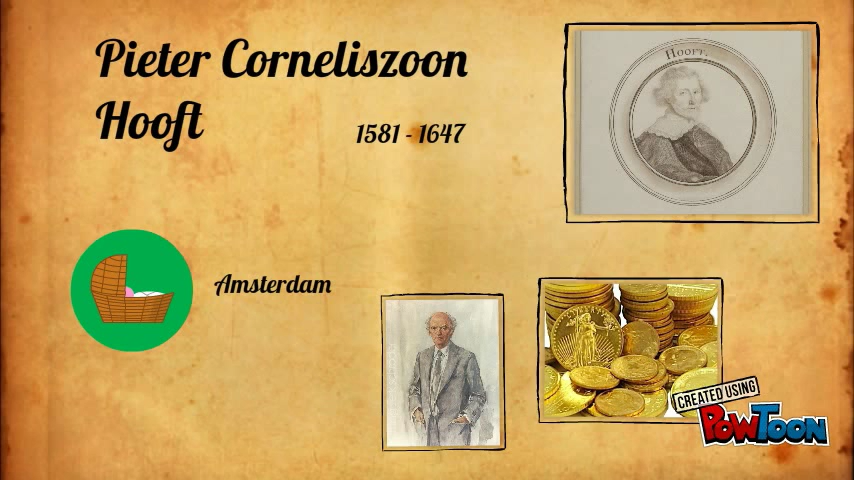 Pieter Corneliszoon
Hooft
1581 - 1647
HOOFT.
Amsterdam
CREATED USING
POWTOON